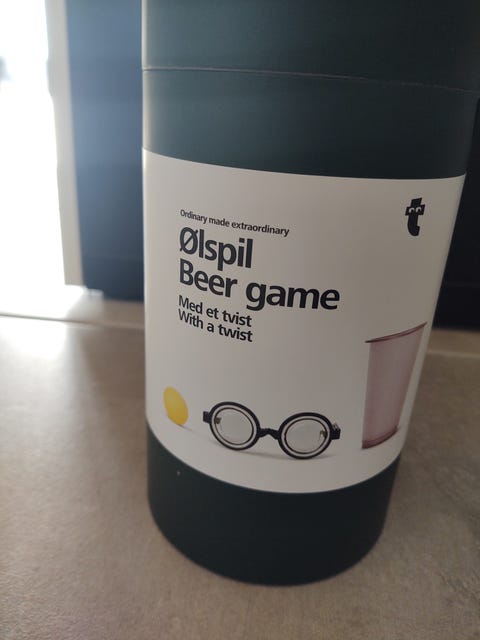 Ordinary made extraordinary
Ølspil
Beer game
Med et tvist
With a twist
t